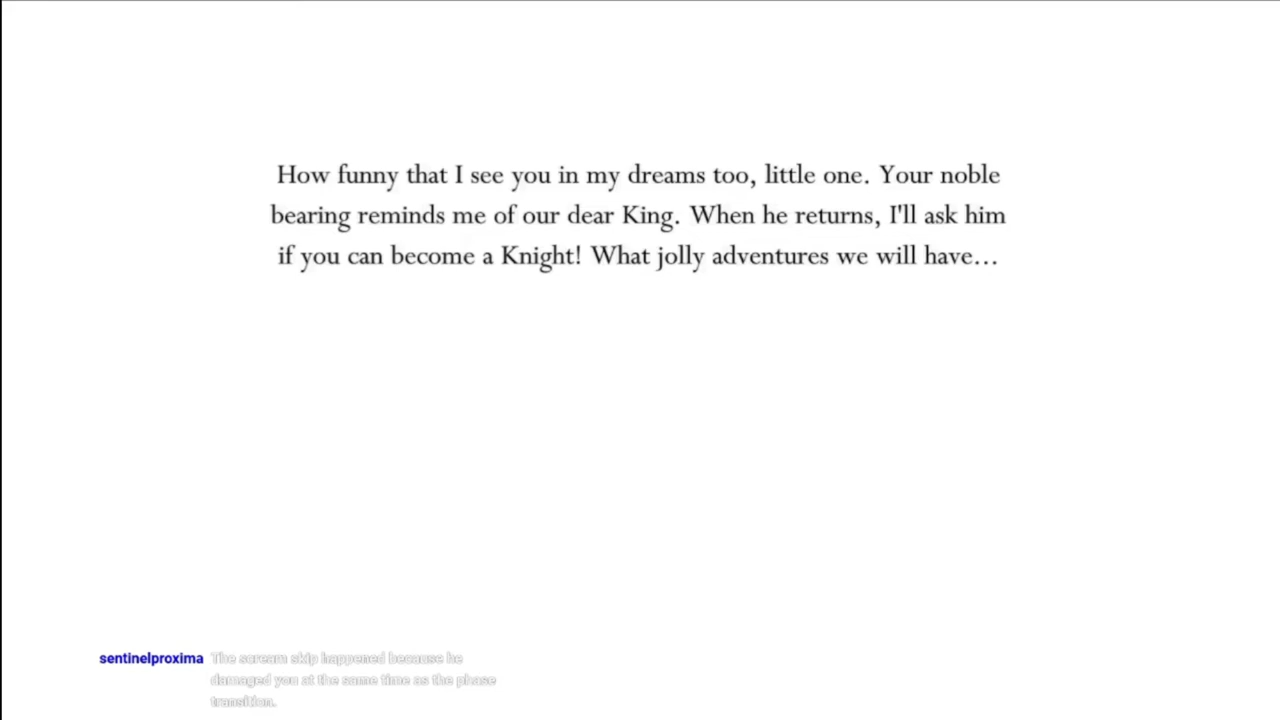 How funny that I see you in my dreams too, little one. Your noble
bearing reminds me of our dear King. When he returns, I'll ask him
if you can become a Knight! What jolly adventures we will have...
sentinelproxima The scream skip happened because he
damaged you at the same time as the phase
transition.